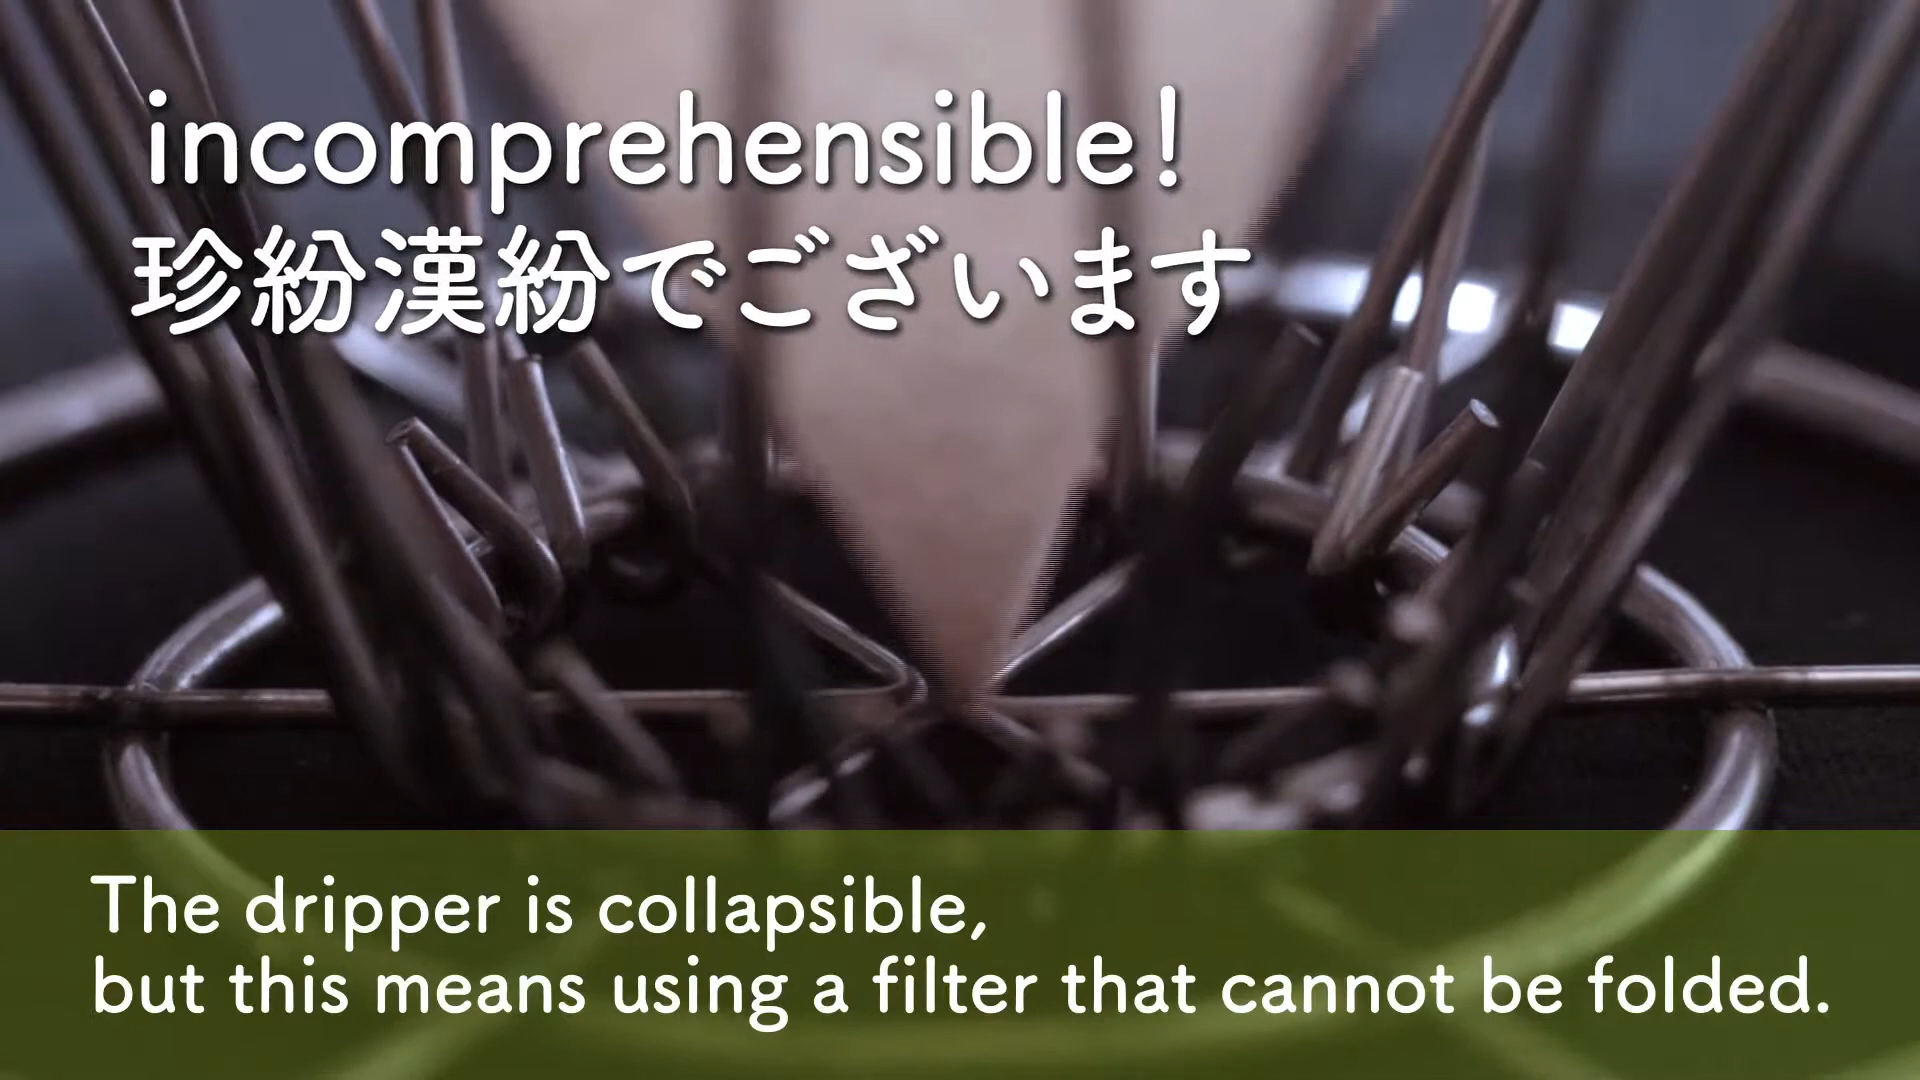 incomprehensible!
珍紛漢紛でございます
The dripper is collapsible,
but this means using a filter that cannot be folded.